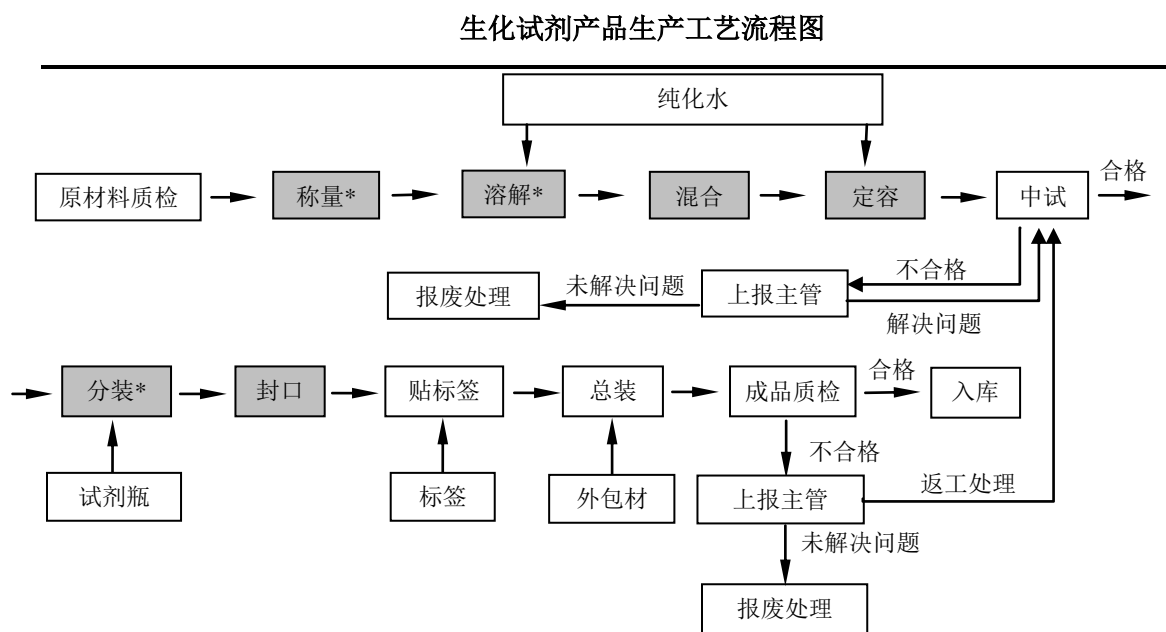 生化试剂产品生产工艺流程图
纯化水
原材料质检
称量*
溶解*
混合
定容
中试
合格
不合格
报废处理
未解决问题
上报主管
解决问题
分装*
封口
贴标签
总装
成品质检
合格
入库
不合格
试剂瓶
标签
外包材
上报主管
返工处理
未解决问题
报废处理